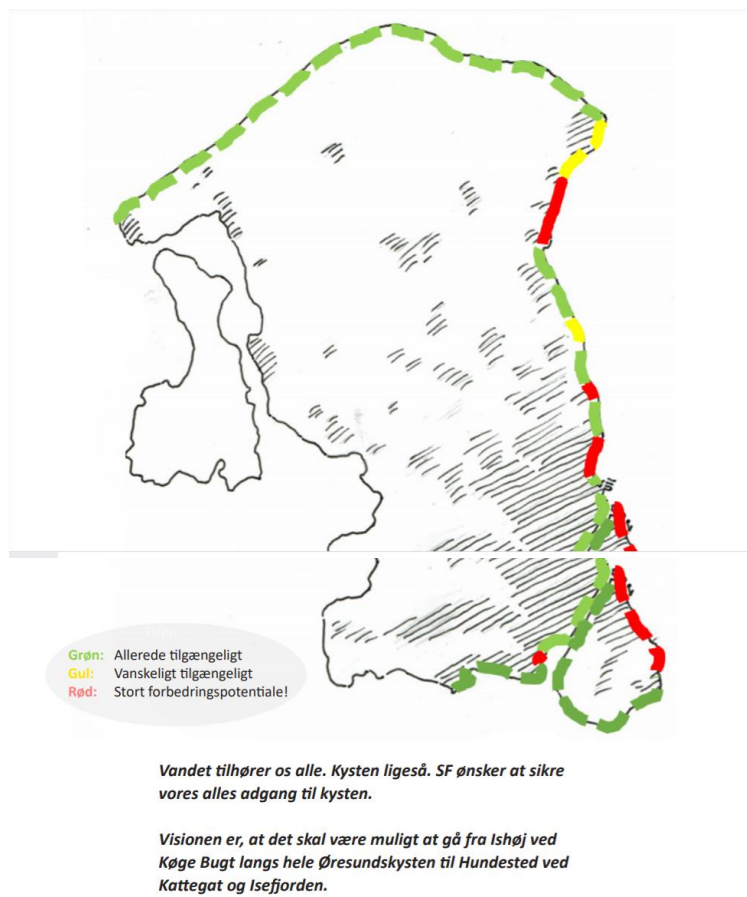 Grøn: Allerede tilgængeligt
Gul: Vanskeligt tilgængeligt
Rød: Stort forbedringspotentiale!
Vandet tilhører os alle. Kysten ligeså. SF ønsker at sikre
vores alles adgang til kysten.
Visionen er, at det skal være muligt at gå fra Ishøj ved
Køge Bugt langs hele Øresundskysten til Hundested ved
Kattegat og Isefjorden.